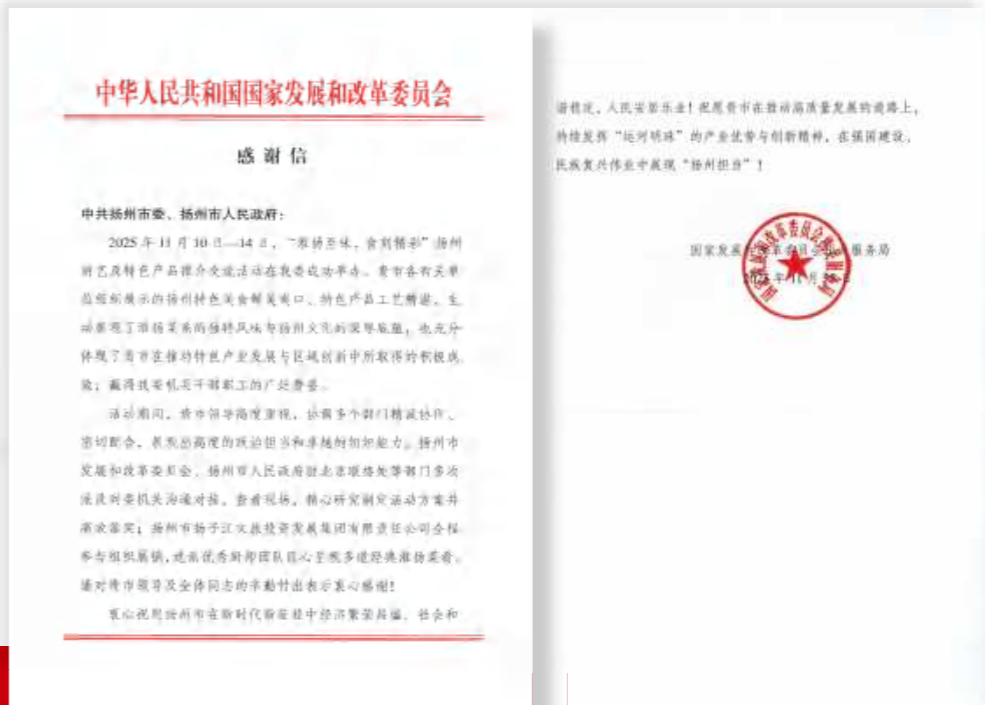 中华人民共和国国家发展和改革委员会
感谢信
中共扬州市委、扬州市人民政府：
2025年11月10日—14日，“淮扬至味，食刻精彩”扬州
厨艺及特色产品推介交流活动在我委成功举办。贵市各有关单
位组织展示的扬州特色美食鲜美爽口、特色产品工艺精湛，生
动展现了淮扬菜系的独特风味与扬州文化的深厚底蕴，也充分
体现了贵市在推动特色产业发展与区域创新中所取得的积极成
效，赢得我委机关干部职工的广泛赞誉。
活动期间，贵市领导高度重视，协调多个部门精诚协作、
密切配合，展现出高度的政治担当和卓越的组织能力。扬州市
发展和改革委员会、扬州市人民政府驻北京联络处等部门多次
派员到委机关沟通对接、查看现场，精心研究制定活动方案并
高效落实；扬州市扬子江文旅投资发展集团有限责任公司全程
参与组织展销，选派优秀厨师团队匠心呈现多道经典淮扬菜肴。
谨对贵市领导及全体同志的辛勤付出表示衷心感谢！
衷心祝愿扬州市在新时代新征程中经济繁荣昌盛、社会和
谐稳定、人民安居乐业！祝愿贵市在推动高质量发展的道路上，
持续发挥“运河明珠”的产业优势与创新精神，在强国建设、
民族复兴伟业中展现“扬州担当”！
国家发展 服务局
2025年11月